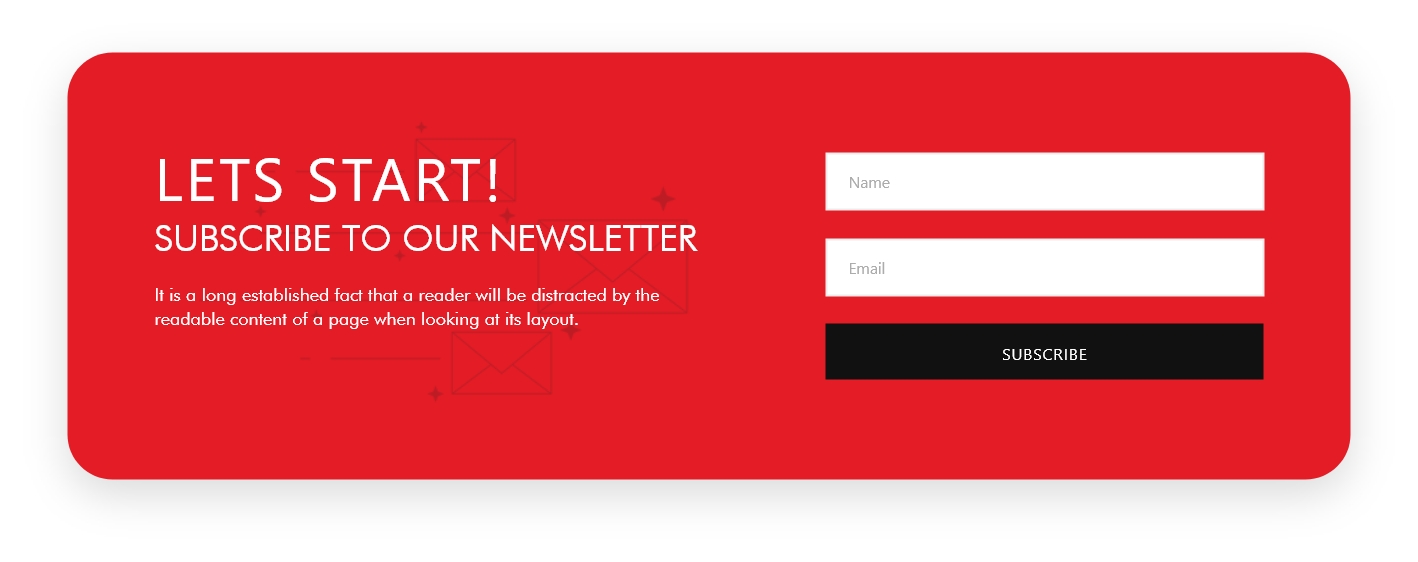 LETS START!
SUBSCRIBE TO OUR NEWSLETTER
It is a long established fact that a reader will be distracted by the
readable content of a page when looking at its layout.
Name
Email
SUBSCRIBE